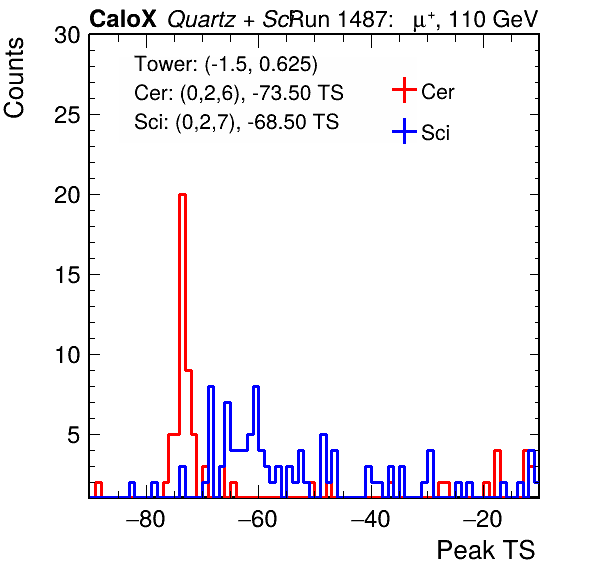 CaloX Quartz + Sci Run 1487: μ⁺, 110 GeV
Counts
Tower: (-1.5, 0.625)
Cer: (0,2,6), -73.50 TS
Sci: (0,2,7), -68.50 TS
Cer
Sci
30
25
20
15
10
5
−80 −60 −40 −20
Peak TS